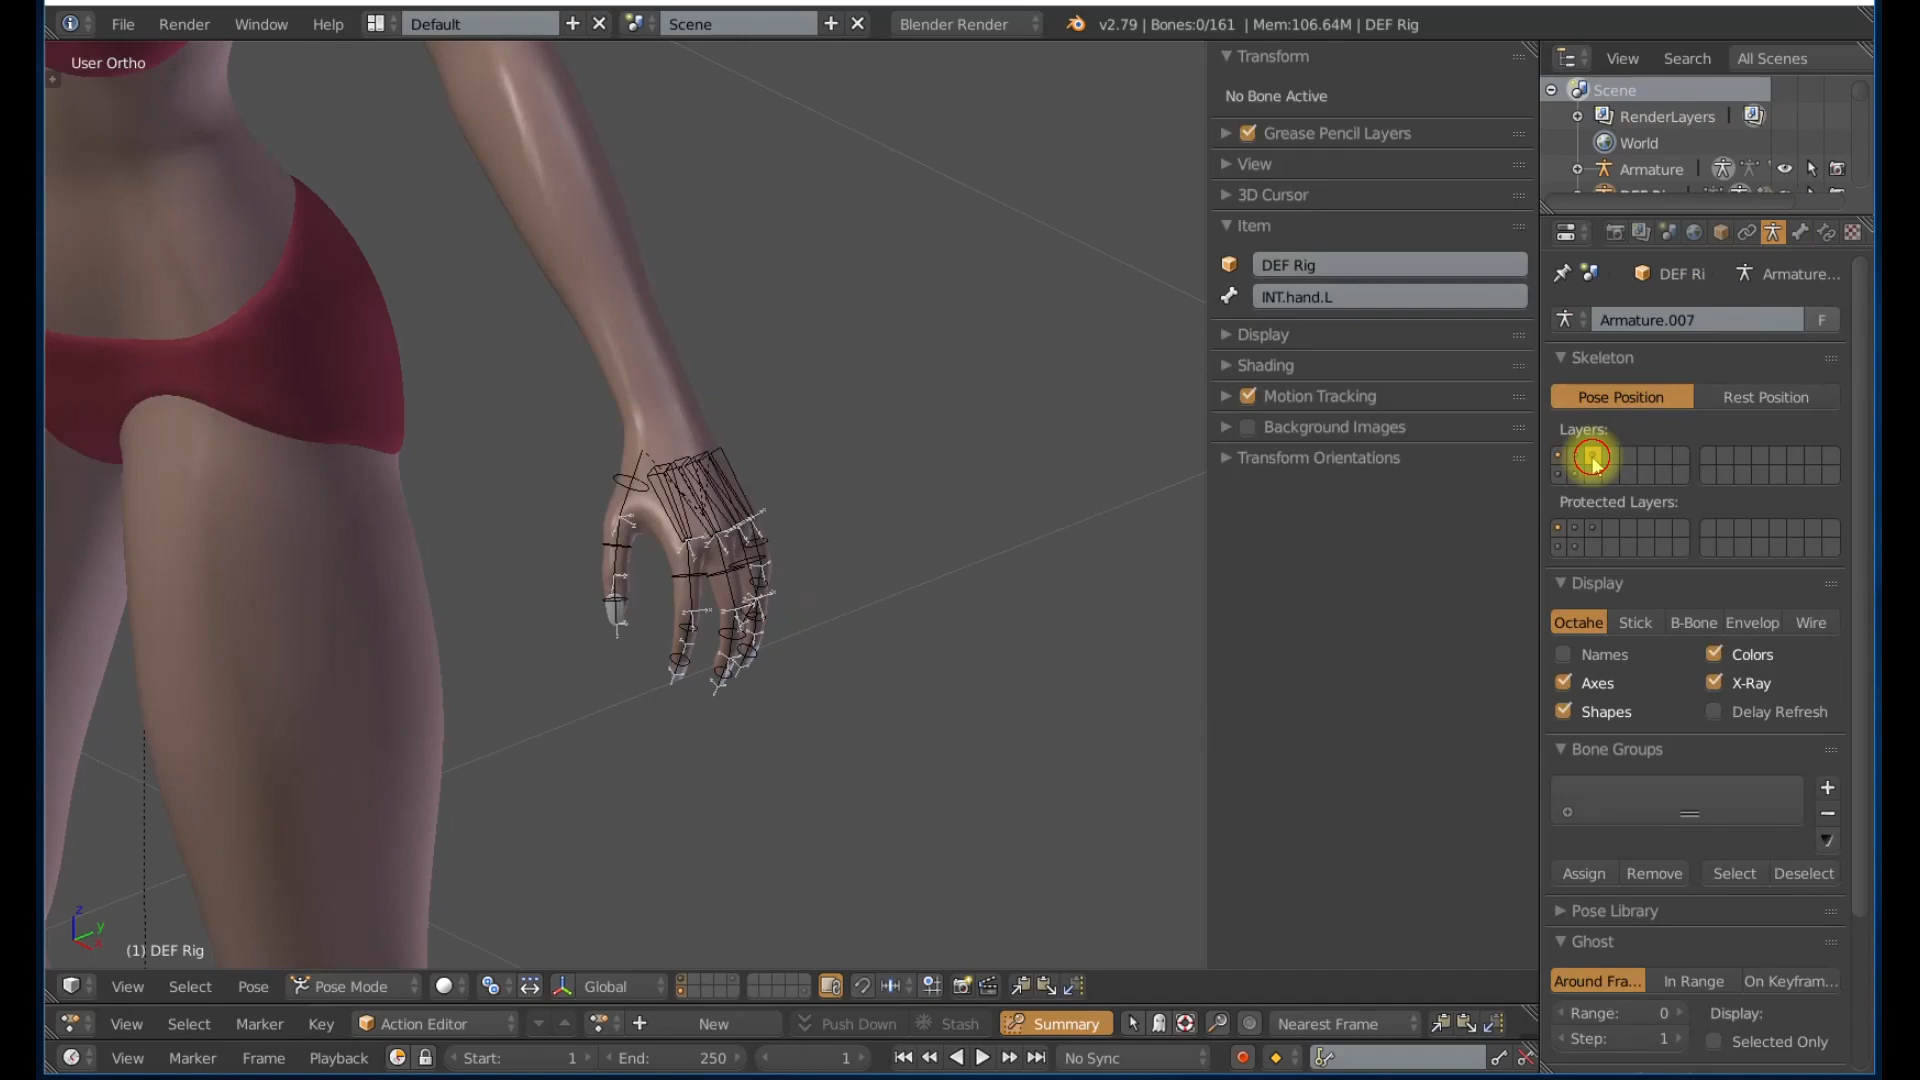 File Render Window Help Default Scene Blender Render v2.79 | Bones:0/161 | Mem:106.64M | DEF Rig
User Ortho
Transform
No Bone Active
Grease Pencil Layers
View
3D Cursor
Item
DEF Rig
INT.hand.L
Display
Shading
Motion Tracking
Background Images
Transform Orientations
View Search All Scenes
Scene
RenderLayers
World
Armature
DEF Ri Armature...
Armature.007 F
Skeleton
Pose Position Rest Position
Layers:
Protected Layers:
Display
Octahe Stick B-Bone Envelop Wire
Names Colors
Axes X-Ray
Shapes Delay Refresh
Bone Groups
Assign Remove Select Deselect
Pose Library
Ghost
Around Fra... In Range On Keyfram...
Range: 0 Display:
Step: 1 Selected Only
z
y
x
(1) DEF Rig
View Select Pose Pose Mode Global
View Select Marker Key Action Editor New Push Down Stash Summary Nearest Frame
View Marker Frame Playback Start: 1 End: 250 1 No Sync